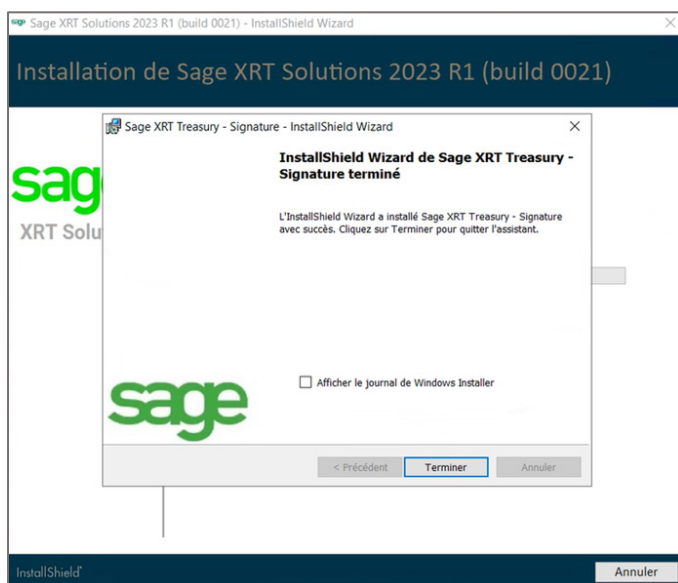 Sage XRT Solutions 2023 R1 (build 0021) - InstallShield Wizard
Installation de Sage XRT Solutions 2023 R1 (build 0021)
Sage XRT Treasury - Signature - InstallShield Wizard
InstallShield Wizard de Sage XRT Treasury -
Signature terminé
sag
XRT Solu
L'InstallShield Wizard a installé Sage XRT Treasury - Signature
avec succès. Cliquez sur Terminer pour quitter l'assistant.
Afficher le journal de Windows Installer
sage
< Précédent
Terminer
Annuler
InstallShield
Annuler